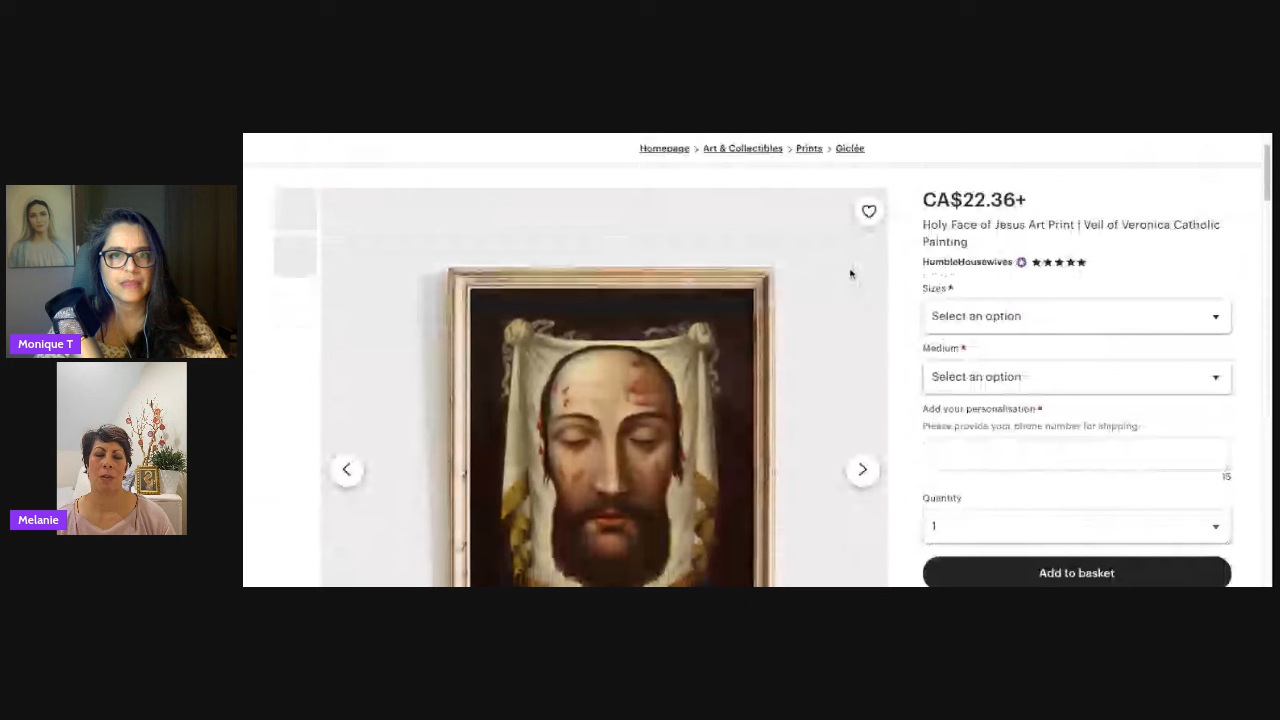 Homepage > Art & Collectibles > Prints > Giclée
CA$22.36+
Holy Face of Jesus Art Print | Veil of Veronica Catholic
Painting
HumbleHousewives
Sizes *
Select an option
Medium *
Select an option
Add your personalisation *
Please provide your phone number for shipping.
15
Quantity
1
Add to basket
Monique T
Melanie